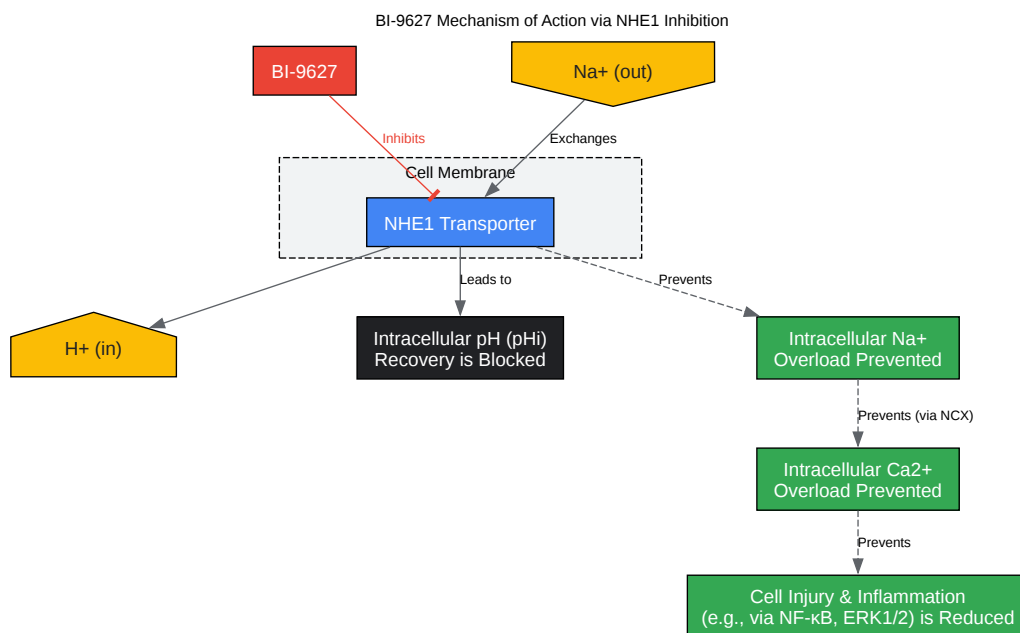 BI-9627 Mechanism of Action via NHE1 Inhibition
BI-9627
Na+ (out)
Inhibits
Exchanges
Cell Membrane
NHE1 Transporter
Leads to
Prevents
H+ (in)
Intracellular pH (pHi)
Recovery is Blocked
Intracellular Na+
Overload Prevented
Prevents (via NCX)
Intracellular Ca2+
Overload Prevented
Prevents
Cell Injury & Inflammation
(e.g., via NF-κB, ERK1/2) is Reduced